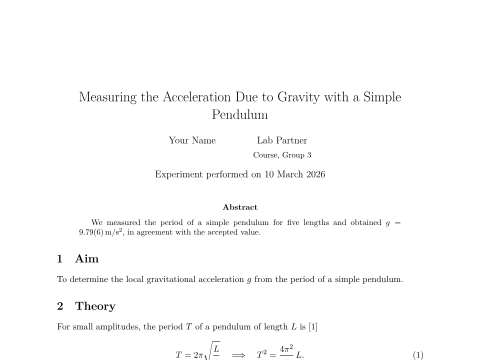 Measuring the Acceleration Due to Gravity with a Simple
Pendulum
Your Name Lab Partner
Course, Group 3
Experiment performed on 10 March 2026
Abstract
We measured the period of a simple pendulum for five lengths and obtained g =
9.79(6) m/s², in agreement with the accepted value.
1 Aim
To determine the local gravitational acceleration g from the period of a simple pendulum.
2 Theory
For small amplitudes, the period T of a pendulum of length L is [1]
T = 2π√(L/g) ⟹ T² = 4π²/g L. (1)